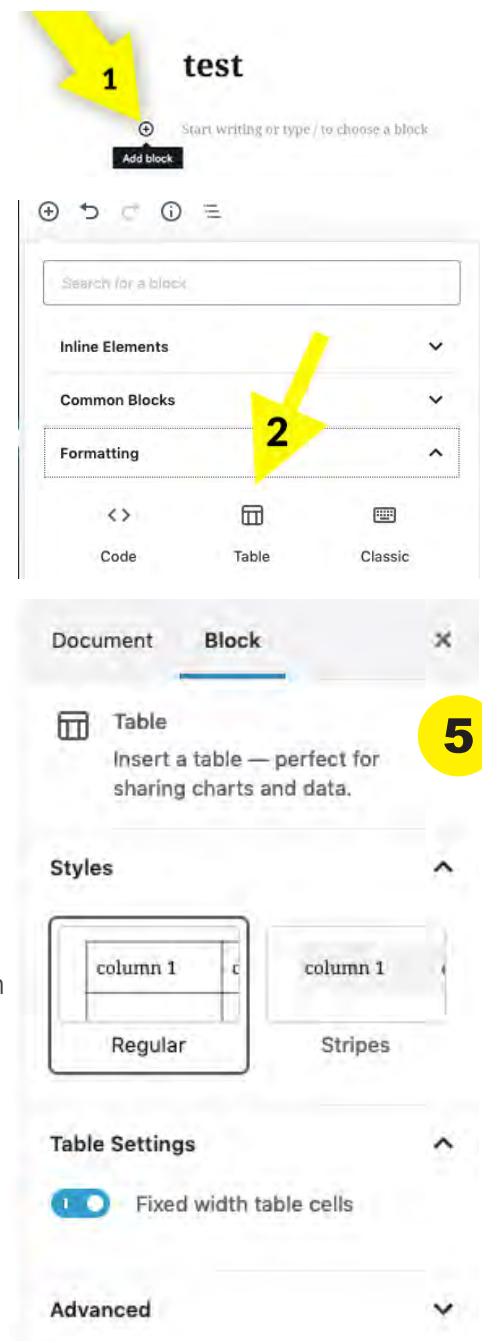 test
1
Start writing or type / to choose a block
Add block
Search for a block
Inline Elements
Common Blocks
2
Formatting
Code Table Classic
Document Block
Table
5
Insert a table — perfect for
sharing charts and data.
Styles
column 1 column 1
Regular Stripes
Table Settings
Fixed width table cells
Advanced